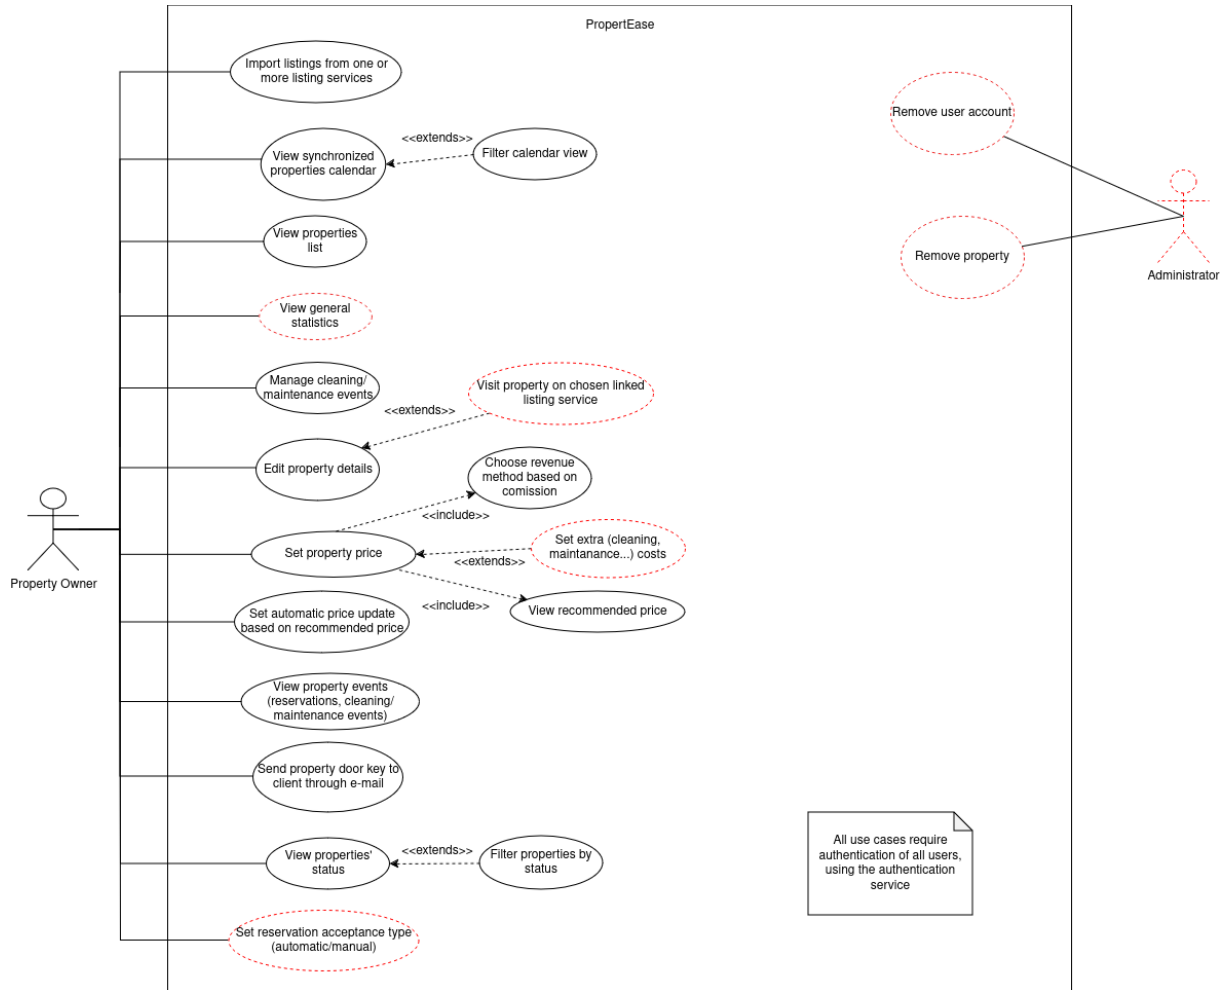 PropertEase
Import listings from one or
more listing services
Remove user account
<<extends>>
View synchronized
properties calendar
Filter calendar view
View properties
list
Remove property
Administrator
View general
statistics
Manage cleaning/
maintenance events
Visit property on chosen linked
listing service
<<extends>>
Edit property details
Choose revenue
method based on
comission
<<include>>
Set property price
Set extra (cleaning,
maintanance...) costs
<<extends>>
Property Owner
<<include>>
View recommended price
Set automatic price update
based on recommended price
View property events
(reservations, cleaning/
maintenance events)
Send property door key to
client through e-mail
<<extends>>
View properties'
status
Filter properties by
status
All use cases require
authentication of all users,
using the authentication
service
Set reservation acceptance type
(automatic/manual)